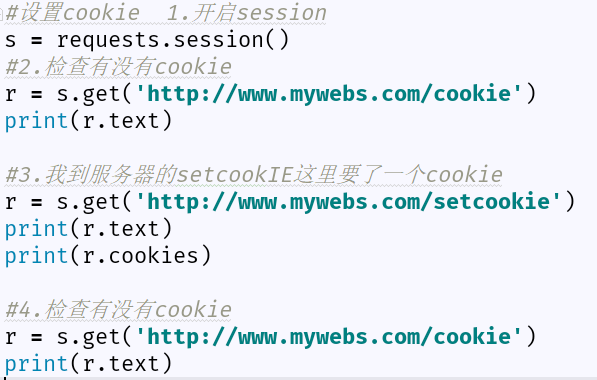 #设置cookie  1.开启session
s = requests.session()
#2.检查有没有cookie
r = s.get('http://www.mywebs.com/cookie')
print(r.text)
#3.我到服务器的setcookIE这里要了一个cookie
r = s.get('http://www.mywebs.com/setcookie')
print(r.text)
print(r.cookies)
#4.检查有没有cookie
r = s.get('http://www.mywebs.com/cookie')
print(r.text)